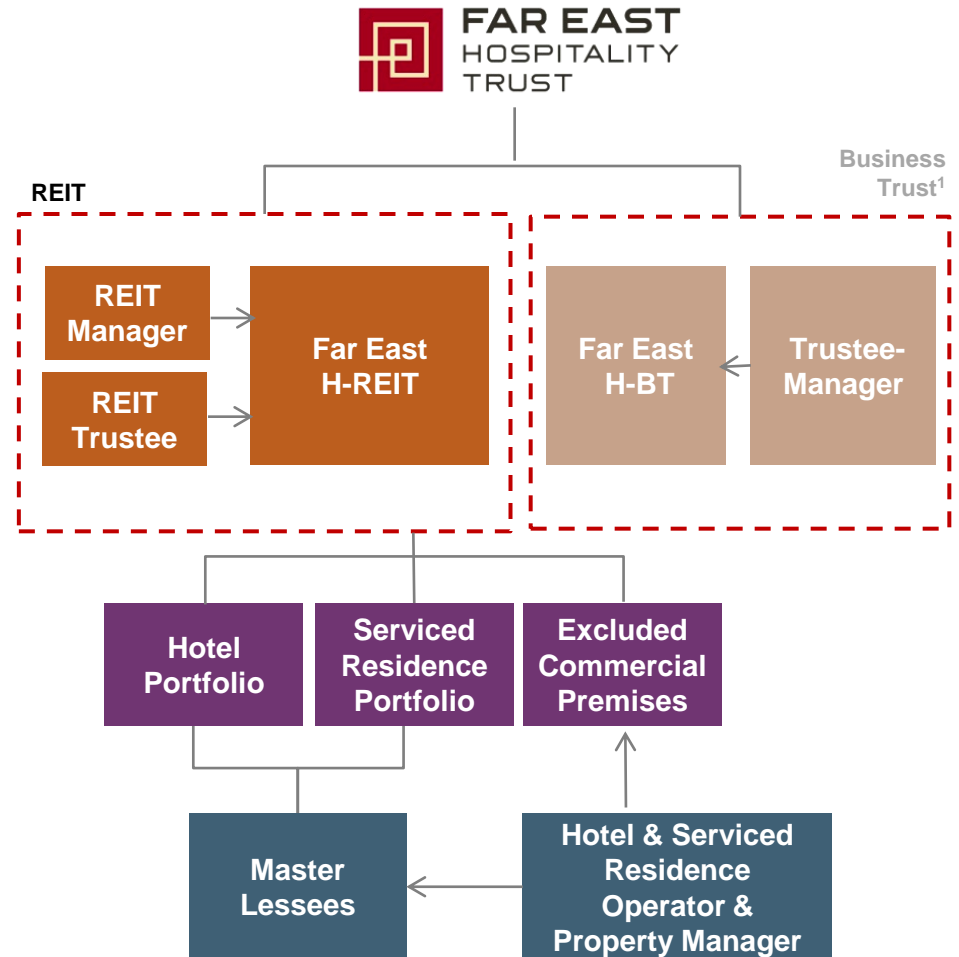 FAR EAST
HOSPITALITY
TRUST
Business
Trust1
REIT
REIT
Manager
REIT
Trustee
Far East
H-REIT
Far East
H-BT
Trustee-
Manager
Hotel
Portfolio
Serviced
Residence
Portfolio
Excluded
Commercial
Premises
Master
Lessees
Hotel & Serviced
Residence
Operator &
Property Manager